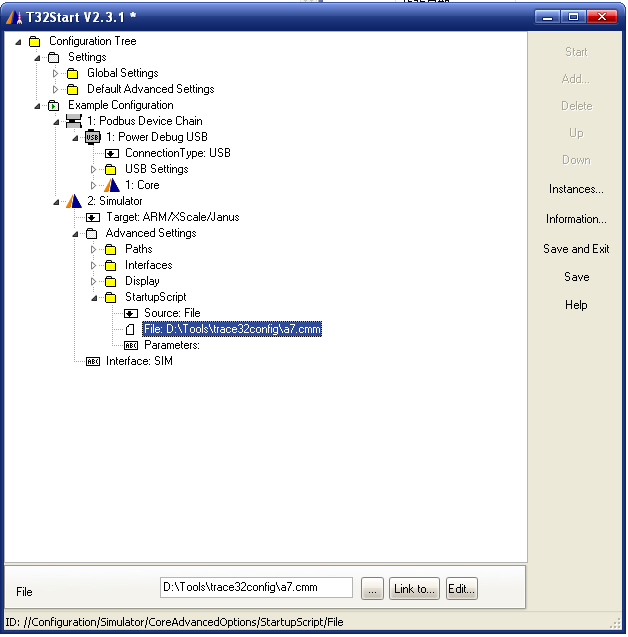 T32Start V2.3.1 *
Configuration Tree
Settings
Global Settings
Default Advanced Settings
Example Configuration
1: Podbus Device Chain
USB 1: Power Debug USB
ConnectionType: USB
USB Settings
1: Core
2: Simulator
Target: ARM/XScale/Janus
Advanced Settings
Paths
Interfaces
Display
StartupScript
Source: File
File: D:\Tools\trace32config\a7.cmm
ABC Parameters:
ABC Interface: SIM
Start
Add...
Delete
Up
Down
Instances...
Information...
Save and Exit
Save
Help
File D:\Tools\trace32config\a7.cmm ... Link to... Edit...
ID: //Configuration/Simulator/CoreAdvancedOptions/StartupScript/File